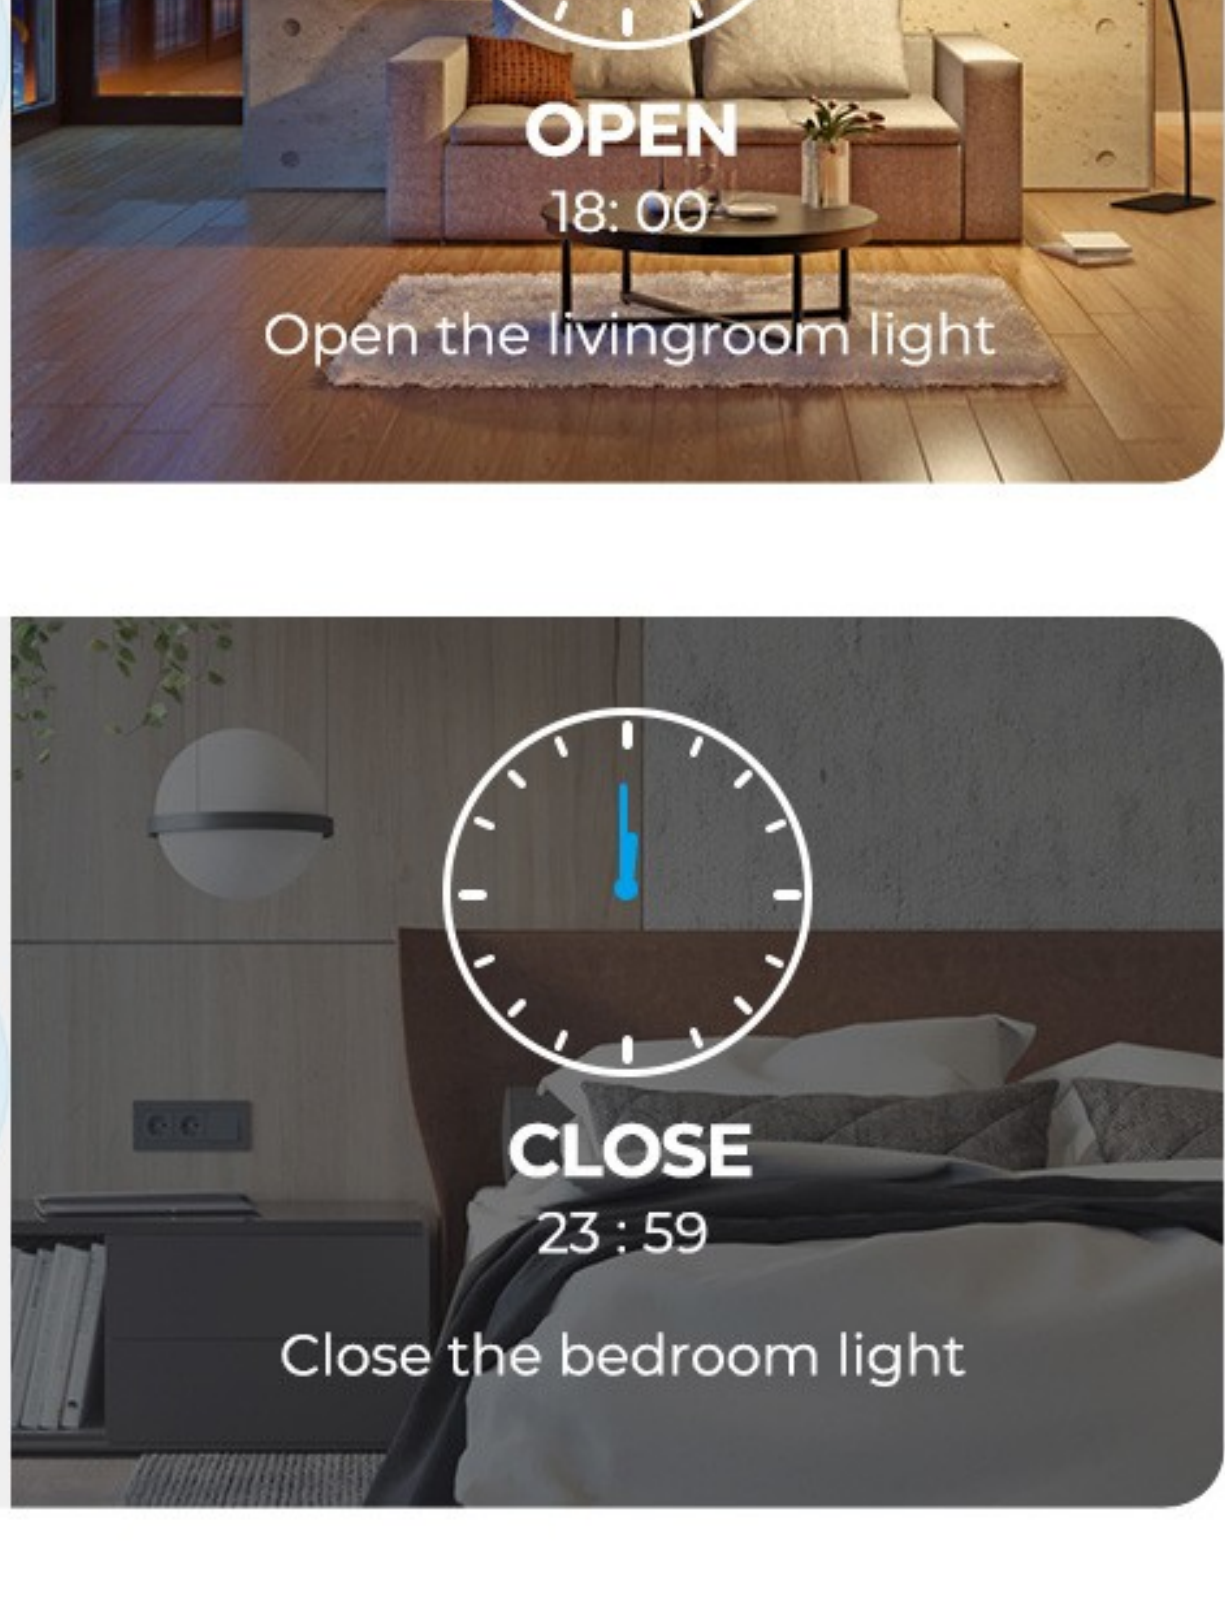 OPEN
18: 00
Open the livingroom light
CLOSE
23 : 59
Close the bedroom light